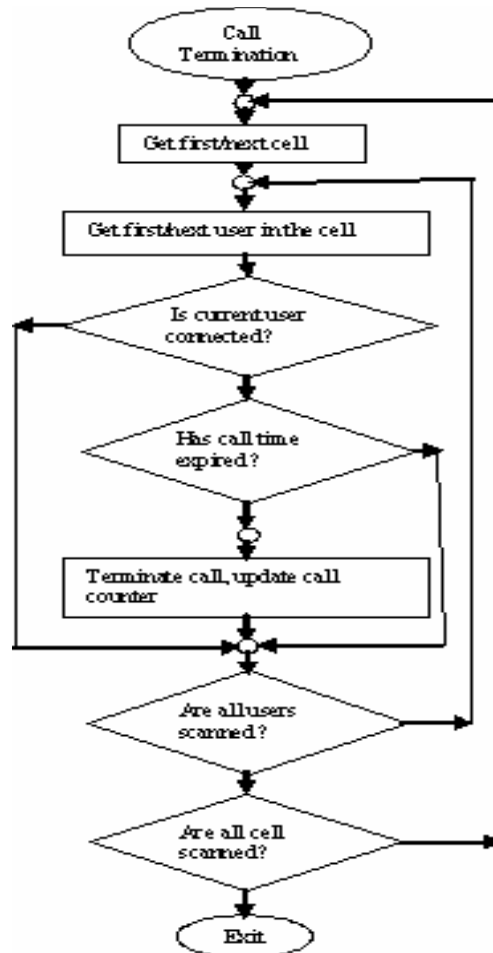 Call
Termination
Get first/next cell
Get first/next user in the cell
Is current user
connected?
Has call time
expired?
Terminate call, update call
counter
Are all users
scanned?
Are all cell
scanned?
Exit